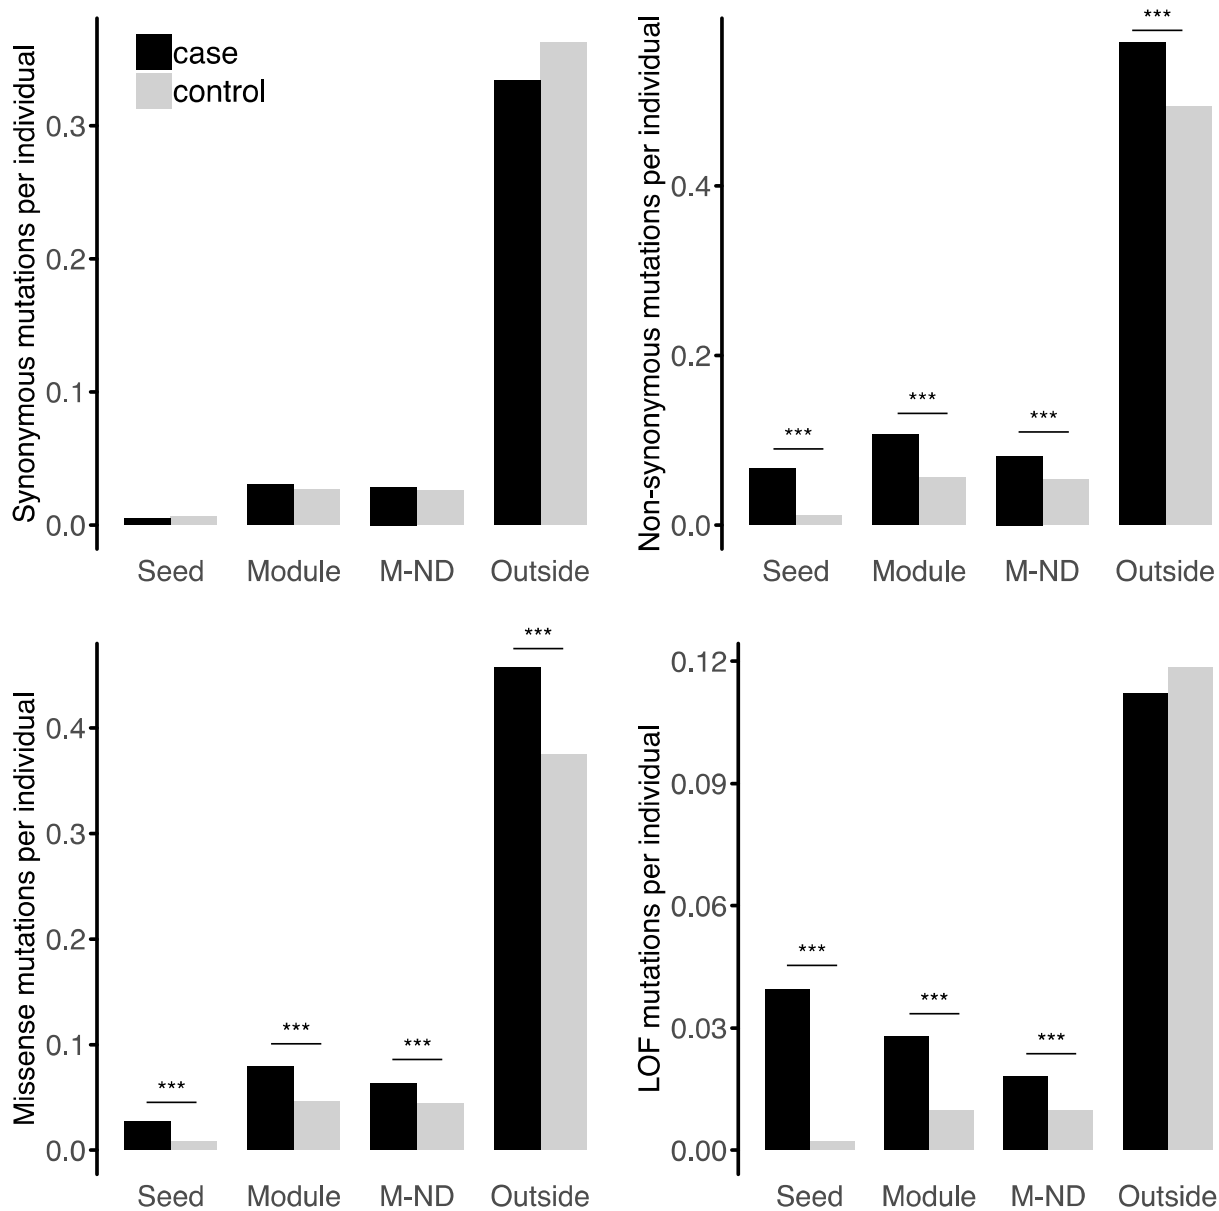 Synonymous mutations per individual
case
control
0.3
0.2
0.1
0.0
Seed Module M-ND Outside
Non-synonymous mutations per individual
***
0.4
0.2
***
***
***
0.0
Seed Module M-ND Outside
Missense mutations per individual
***
0.4
0.3
0.2
0.1
***
***
***
0.0
Seed Module M-ND Outside
LOF mutations per individual
0.12
0.09
0.06
0.03
***
***
***
0.00
Seed Module M-ND Outside